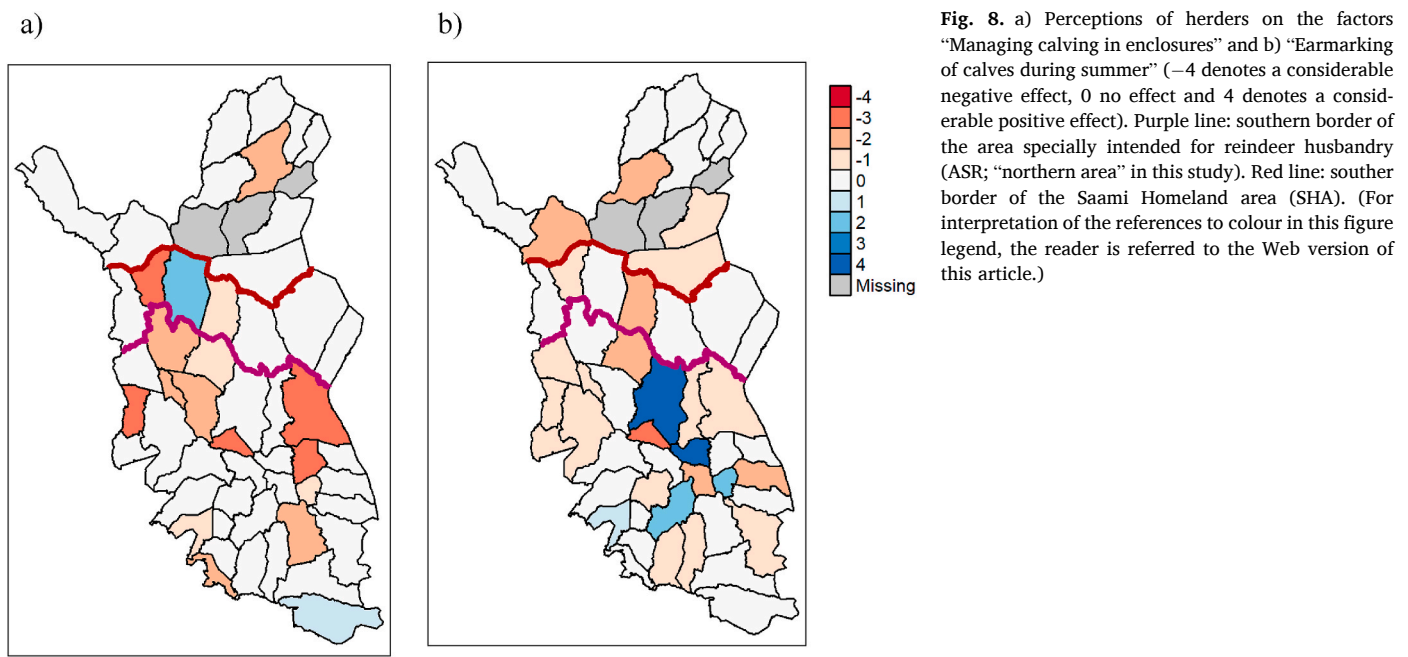 a)
b)
-4
-3
-2
-1
0
1
2
3
4
Missing
Fig. 8. a) Perceptions of herders on the factors
“Managing calving in enclosures” and b) “Earmarking
of calves during summer” (−4 denotes a considerable
negative effect, 0 no effect and 4 denotes a consid-
erable positive effect). Purple line: southern border of
the area specially intended for reindeer husbandry
(ASR; “northern area” in this study). Red line: souther
border of the Saami Homeland area (SHA). (For
interpretation of the references to colour in this figure
legend, the reader is referred to the Web version of
this article.)